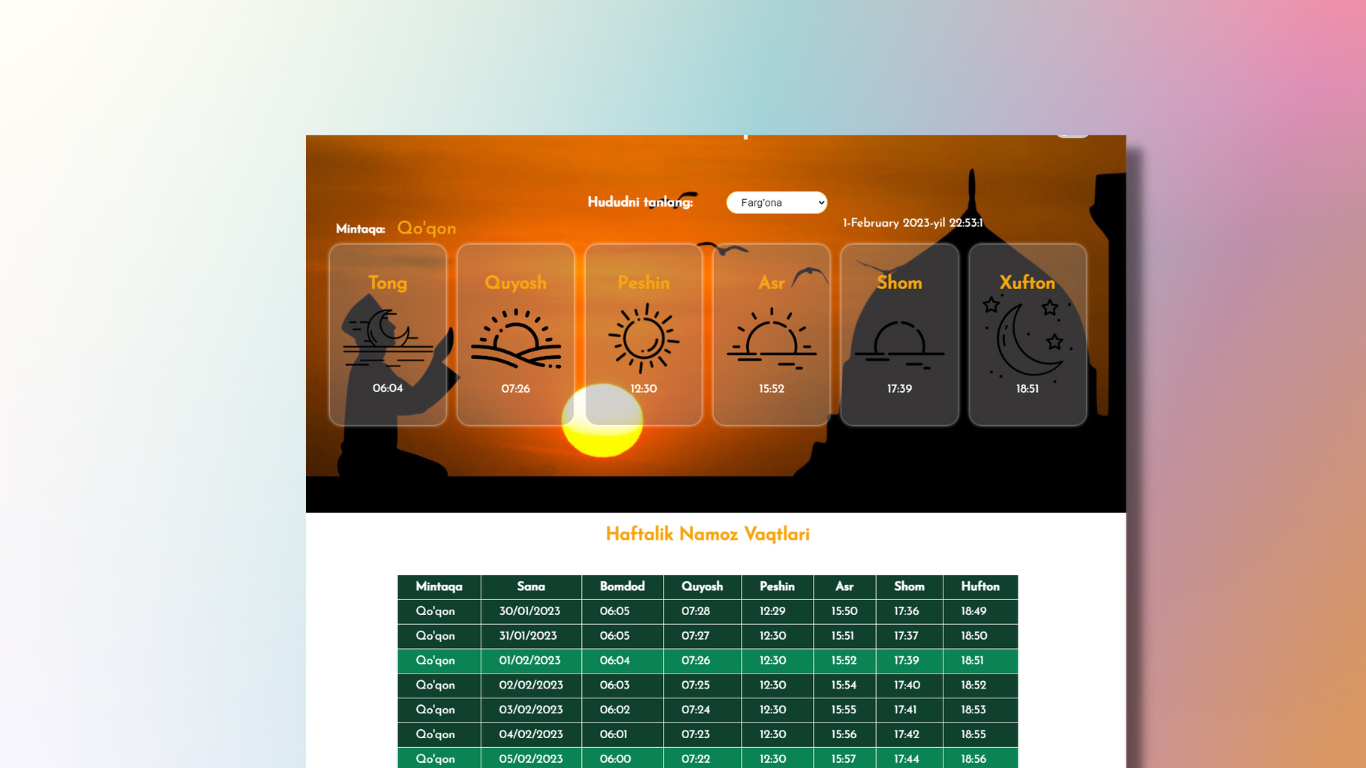 Hududni tanlang: Farg'ona
1-February 2023-yil 22:53:1
Mintaqa: Qo'qon
Tong Quyosh Peshin Asr Shom Xufton
06:04 07:26 12:30 15:52 17:39 18:51
Haftalik Namoz Vaqtlari
Mintaqa Sana Bomdod Quyosh Peshin Asr Shom Hufton
Qo'qon 30/01/2023 06:05 07:28 12:29 15:50 17:36 18:49
Qo'qon 31/01/2023 06:05 07:27 12:30 15:51 17:37 18:50
Qo'qon 01/02/2023 06:04 07:26 12:30 15:52 17:39 18:51
Qo'qon 02/02/2023 06:03 07:25 12:30 15:54 17:40 18:52
Qo'qon 03/02/2023 06:02 07:24 12:30 15:55 17:41 18:53
Qo'qon 04/02/2023 06:01 07:23 12:30 15:56 17:42 18:55
Qo'qon 05/02/2023 06:00 07:22 12:30 15:57 17:44 18:56